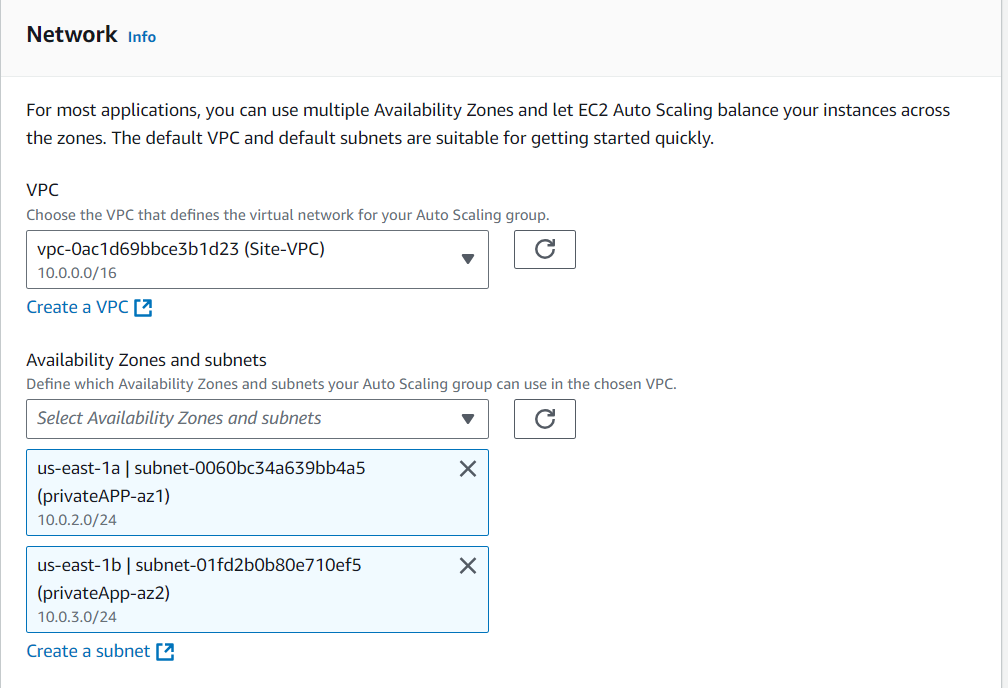 Network Info
For most applications, you can use multiple Availability Zones and let EC2 Auto Scaling balance your instances across
the zones. The default VPC and default subnets are suitable for getting started quickly.
VPC
Choose the VPC that defines the virtual network for your Auto Scaling group.
vpc-0ac1d69bbce3b1d23 (Site-VPC)
10.0.0.0/16
Create a VPC
Availability Zones and subnets
Define which Availability Zones and subnets your Auto Scaling group can use in the chosen VPC.
Select Availability Zones and subnets
us-east-1a | subnet-0060bc34a639bb4a5
(privateAPP-az1)
10.0.2.0/24
us-east-1b | subnet-01fd2b0b80e710ef5
(privateApp-az2)
10.0.3.0/24
Create a subnet